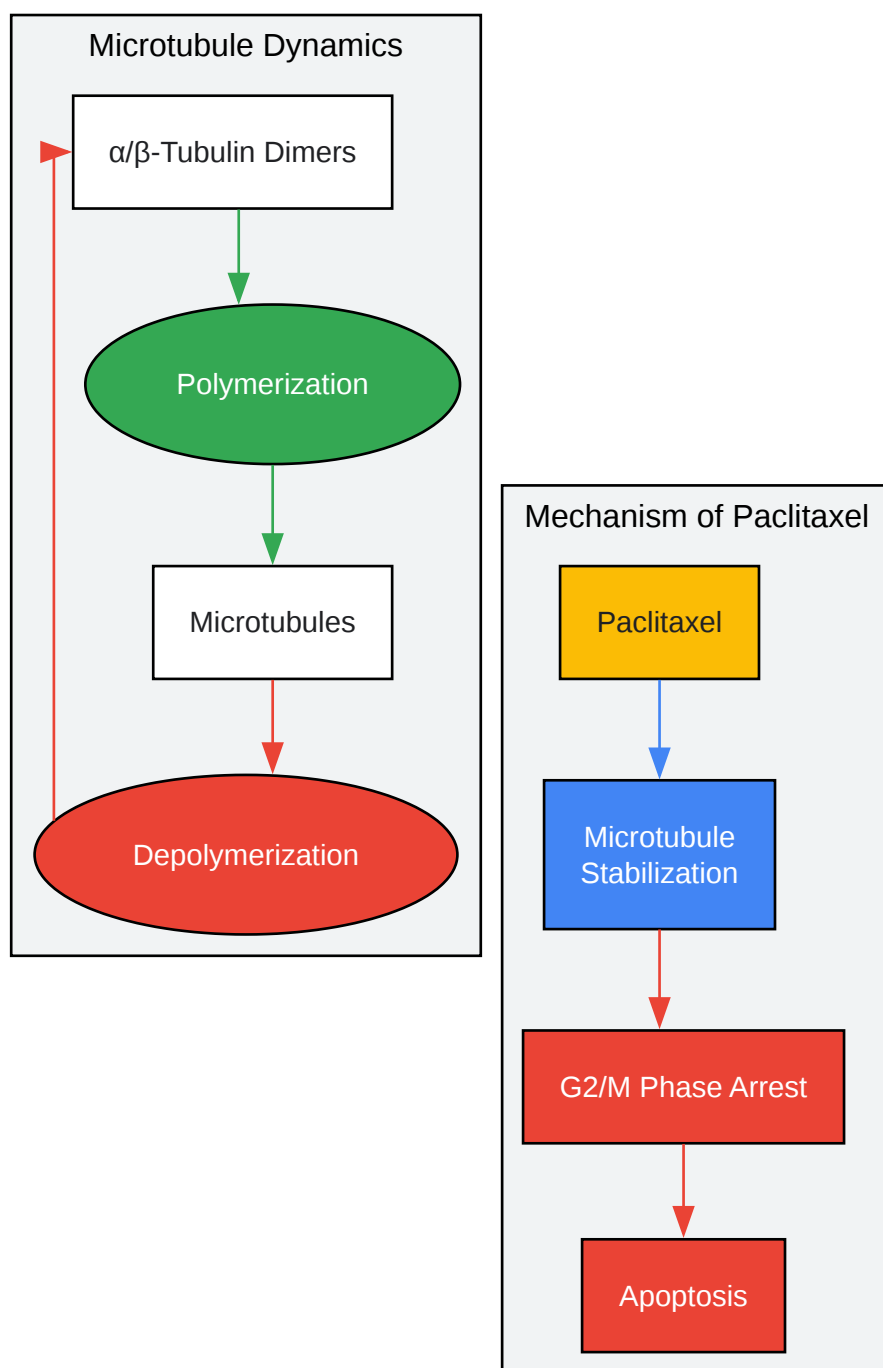 Microtubule Dynamics
α/β-Tubulin Dimers
Polymerization
Microtubules
Depolymerization
Mechanism of Paclitaxel
Paclitaxel
Microtubule
Stabilization
G2/M Phase Arrest
Apoptosis